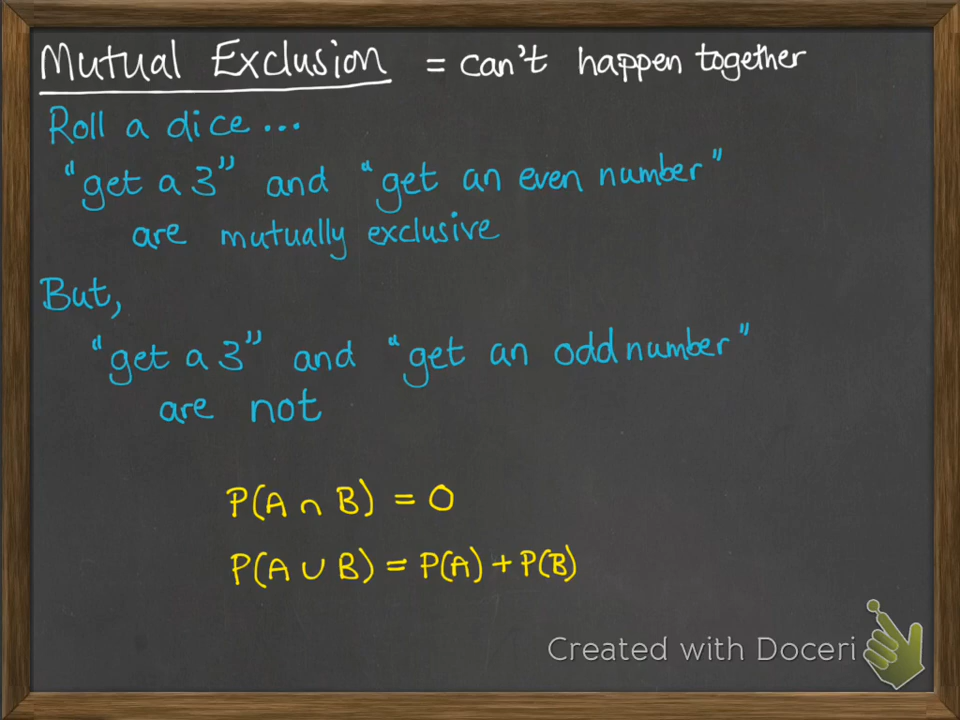 Mutual Exclusion = can't happen together
Roll a dice...
"get a 3" and "get an even number"
are mutually exclusive
But,
"get a 3" and "get an odd number"
are not
P(A ∩ B) = 0
P(A ∪ B) = P(A) + P(B)
Created with Doceri